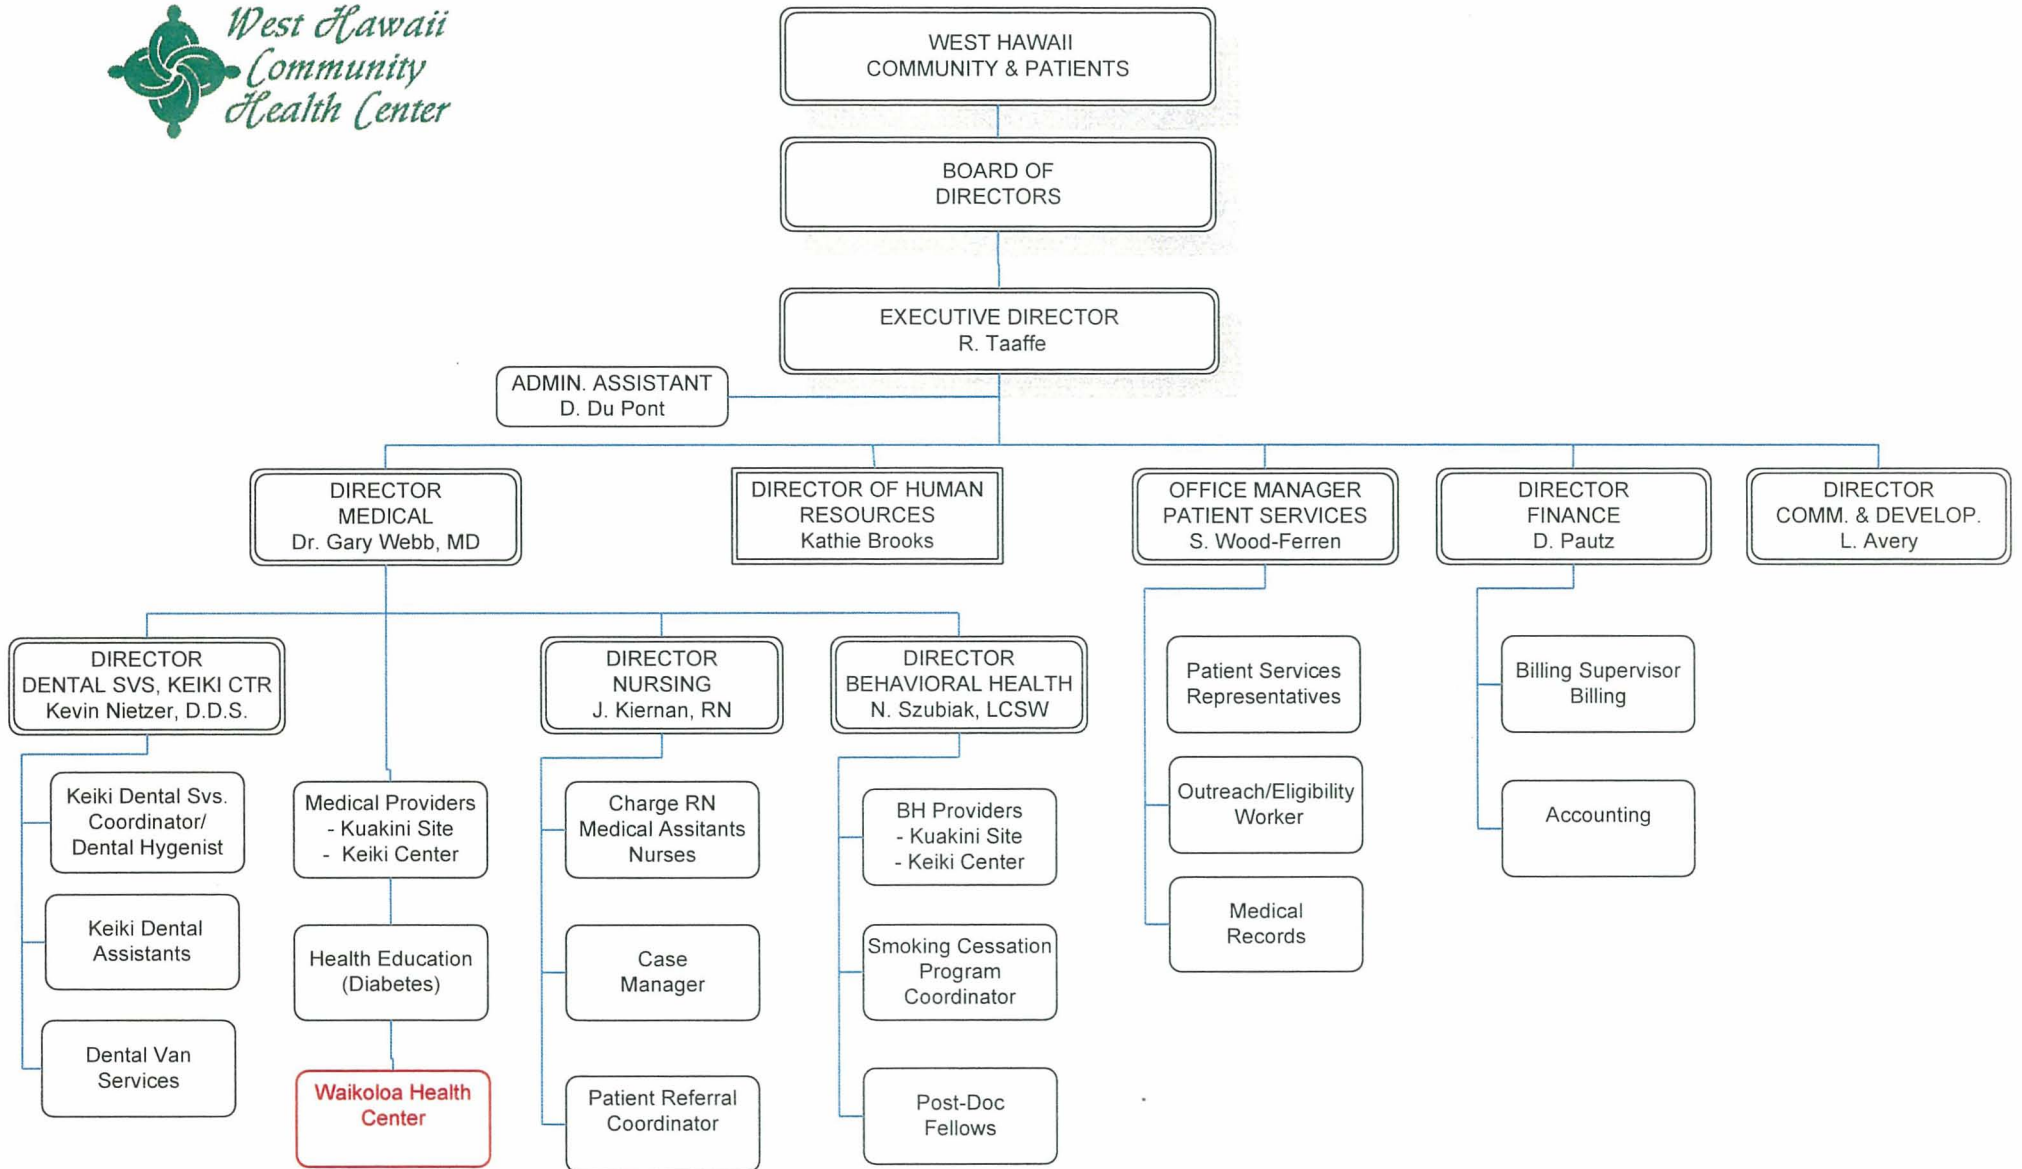 West Hawaii
Community
Health Center
WEST HAWAII
COMMUNITY & PATIENTS
BOARD OF
DIRECTORS
EXECUTIVE DIRECTOR
R. Taaffe
ADMIN. ASSISTANT
D. Du Pont
DIRECTOR
MEDICAL
Dr. Gary Webb, MD
DIRECTOR OF HUMAN
RESOURCES
Kathie Brooks
OFFICE MANAGER
PATIENT SERVICES
S. Wood-Ferren
DIRECTOR
FINANCE
D. Pautz
DIRECTOR
COMM. & DEVELOP.
L. Avery
DIRECTOR
DENTAL SVS, KEIKI CTR
Kevin Nietzer, D.D.S.
DIRECTOR
NURSING
J. Kiernan, RN
DIRECTOR
BEHAVIORAL HEALTH
N. Szubiak, LCSW
Patient Services
Representatives
Billing Supervisor
Billing
Keiki Dental Svs.
Coordinator/
Dental Hygenist
Medical Providers
- Kuakini Site
- Keiki Center
Charge RN
Medical Assitants
Nurses
BH Providers
- Kuakini Site
- Keiki Center
Outreach/Eligibility
Worker
Accounting
Keiki Dental
Assistants
Health Education
(Diabetes)
Case
Manager
Smoking Cessation
Program
Coordinator
Medical
Records
Dental Van
Services
Waikoloa Health
Center
Patient Referral
Coordinator
Post-Doc
Fellows